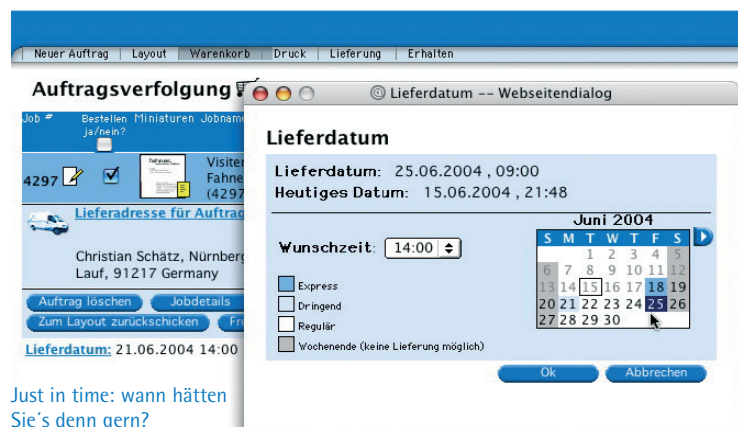 Neuer Auftrag | Layout | Warenkorb | Druck | Lieferung | Erhalten
Auftragsverfolgung
Job # Bestellen ja/nein? Miniaturen Jobname
4297
Visiten
Fahne
(4297
Lieferadresse für Auftrag
Christian Schätz, Nürnberg
Lauf, 91217 Germany
Auftrag löschen Jobdetails
Zum Layout zurückschicken Fre
Lieferdatum: 21.06.2004 14:00
Just in time: wann hätten
Sie´s denn gern?
@ Lieferdatum -- Webseitendialog
Lieferdatum
Lieferdatum: 25.06.2004 , 09:00
Heutiges Datum: 15.06.2004 , 21:48
Wunschzeit: 14:00
Express
Dringend
Regulär
Wochenende (keine Lieferung möglich)
Juni 2004
S M T W T F S
1 2 3 4 5
6 7 8 9 10 11 12
13 14 15 16 17 18 19
20 21 22 23 24 25 26
27 28 29 30
Ok Abbrechen